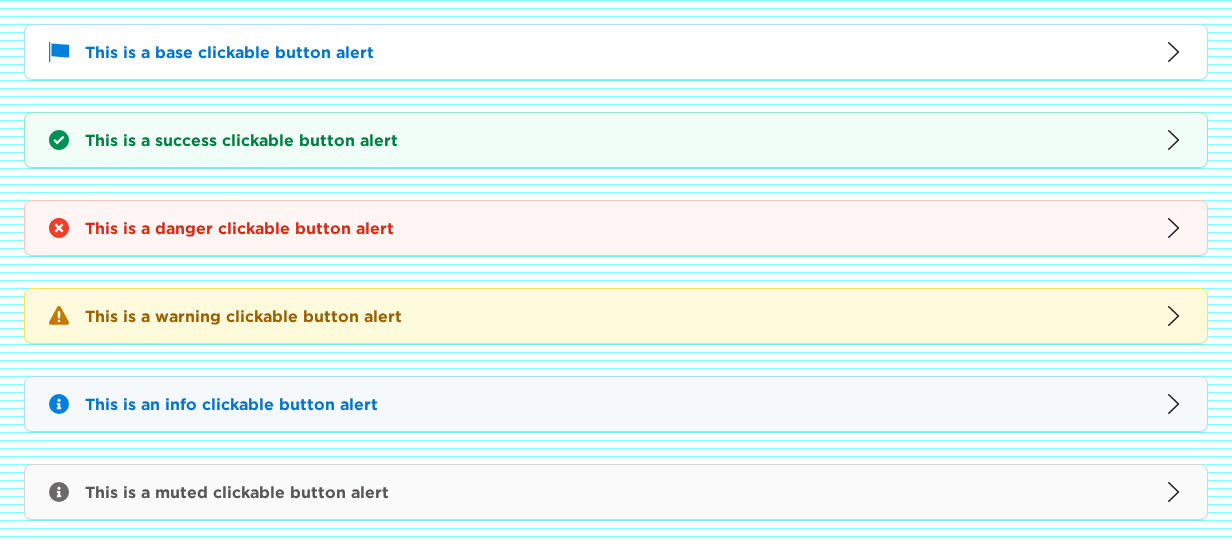 This is a base clickable button alert
This is a success clickable button alert
This is a danger clickable button alert
This is a warning clickable button alert
This is an info clickable button alert
This is a muted clickable button alert